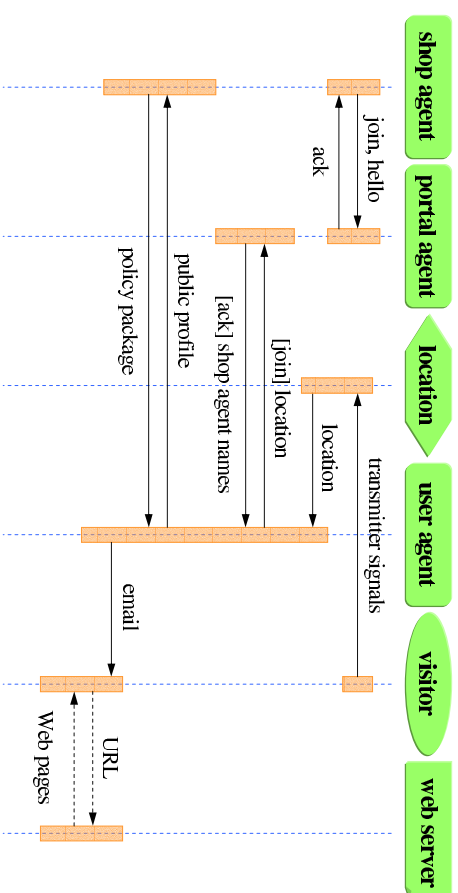 shop agent
portal agent
location
user agent
visitor
web server
join, hello
ack
transmitter signals
location
[join] location
[ack] shop agent names
public profile
policy package
email
URL
Web pages